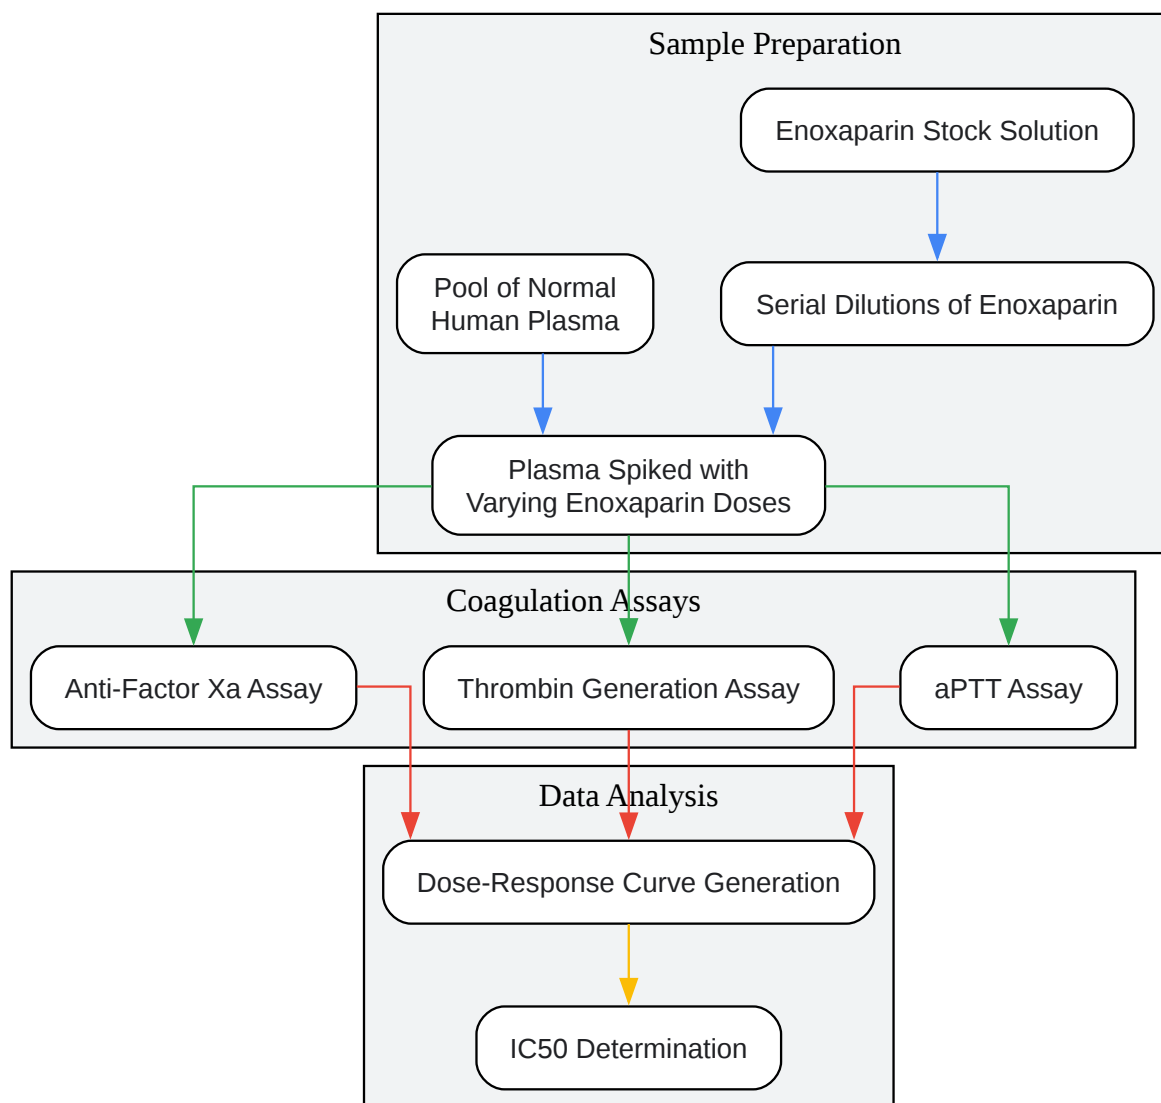 Sample Preparation
Enoxaparin Stock Solution
Pool of Normal
Human Plasma
Serial Dilutions of Enoxaparin
Plasma Spiked with
Varying Enoxaparin Doses
Coagulation Assays
Anti-Factor Xa Assay
Thrombin Generation Assay
aPTT Assay
Data Analysis
Dose-Response Curve Generation
IC50 Determination